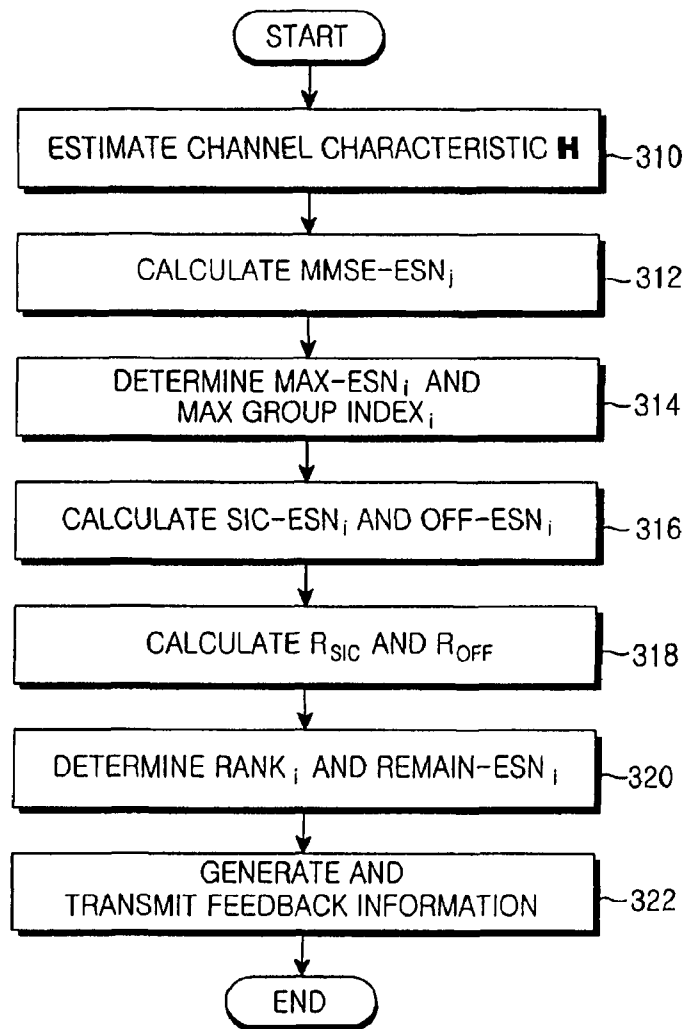 START
ESTIMATE CHANNEL CHARACTERISTIC H
310
CALCULATE MMSE-ESNi
312
DETERMINE MAX-ESNi AND
MAX GROUP INDEXi
314
CALCULATE SIC-ESNi AND OFF-ESNi
316
CALCULATE RSIC AND ROFF
318
DETERMINE RANKi AND REMAIN-ESNi
320
GENERATE AND
TRANSMIT FEEDBACK INFORMATION
322
END